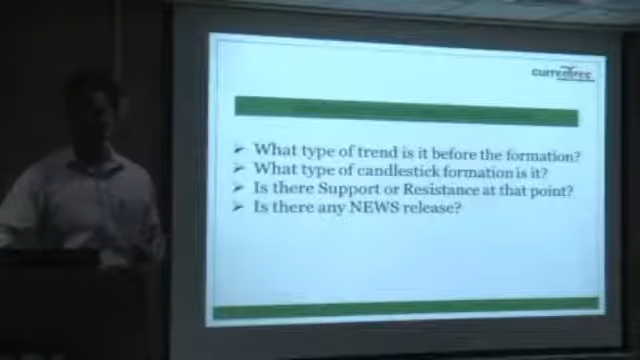 currentree
What type of trend is it before the formation?
What type of candlestick formation is it?
Is there Support or Resistance at that point?
Is there any NEWS release?